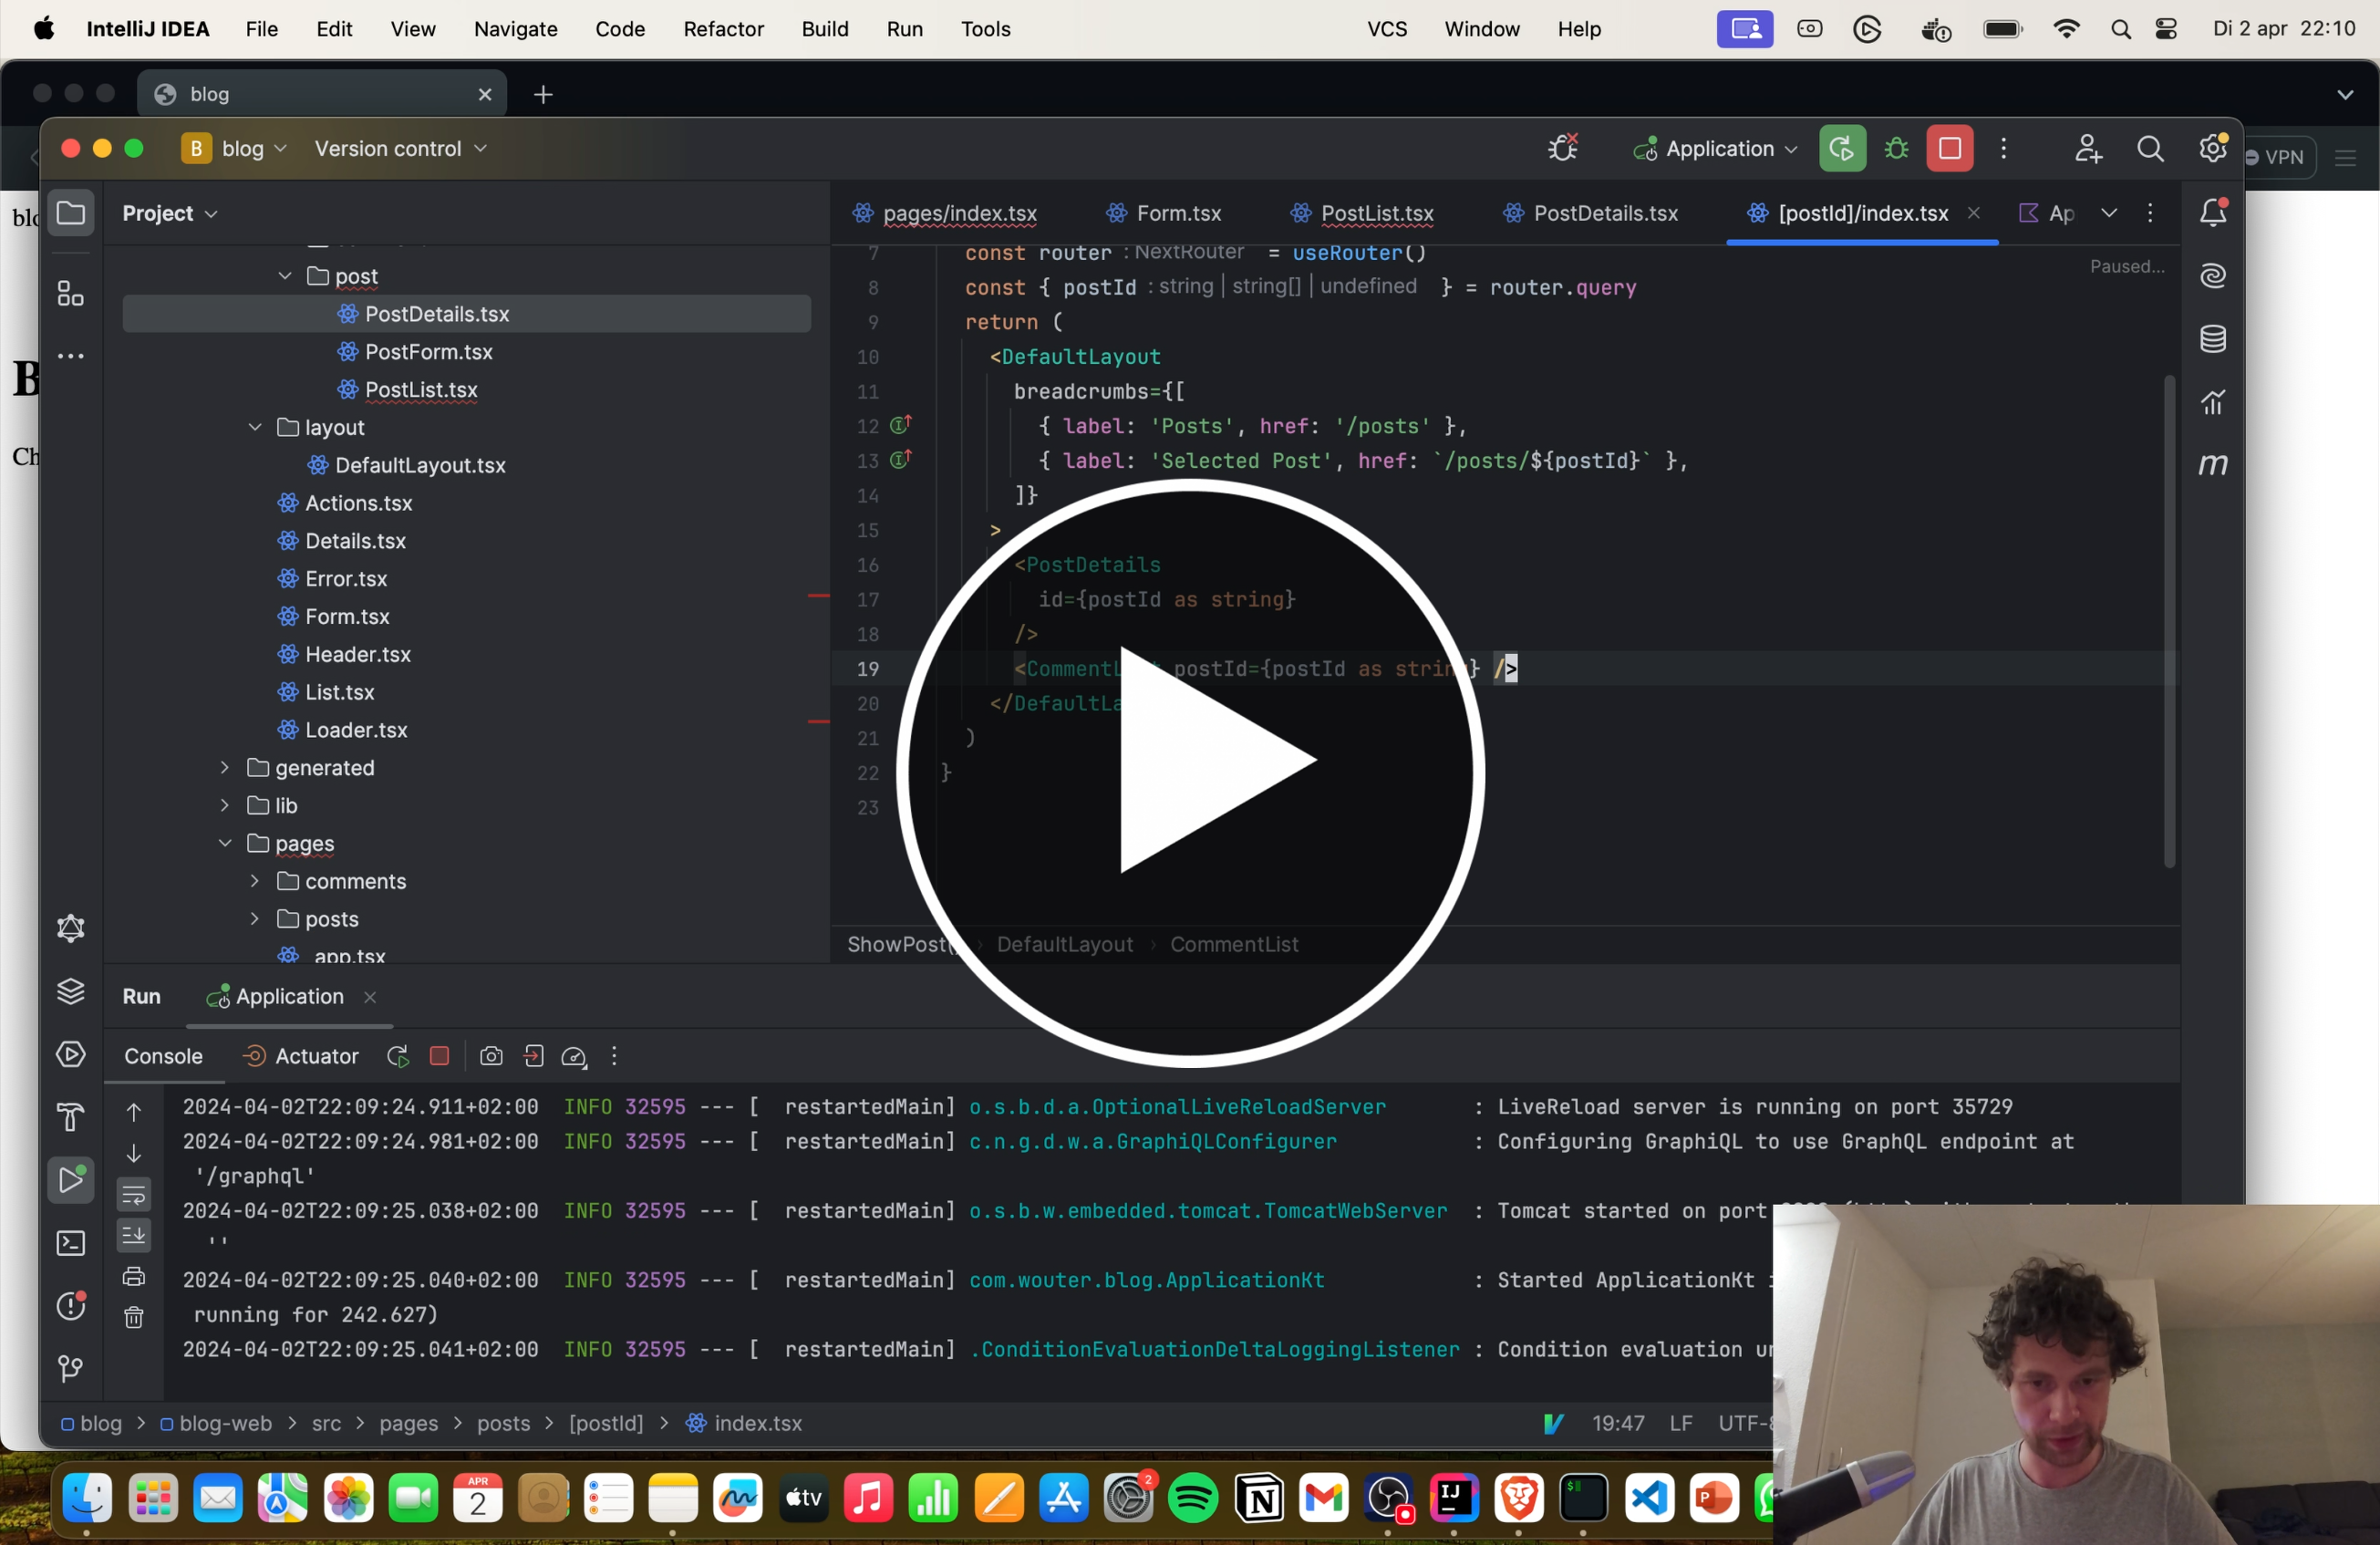 IntelliJ IDEA File Edit View Navigate Code Refactor Build Run Tools VCS Window Help Di 2 apr 22:10
blog
B blog Version control Application VPN
Project
pages/index.tsx Form.tsx PostList.tsx PostDetails.tsx [postId]/index.tsx Ap
blo
B
Ch
post
PostDetails.tsx
PostForm.tsx
PostList.tsx
layout
DefaultLayout.tsx
Actions.tsx
Details.tsx
Error.tsx
Form.tsx
Header.tsx
List.tsx
Loader.tsx
generated
lib
pages
comments
posts
app.tsx
Paused...
7 const router : NextRouter = useRouter()
8 const { postId : string | string[] | undefined } = router.query
9 return (
10 <DefaultLayout
11 breadcrumbs={[
12 { label: 'Posts', href: '/posts' },
13 { label: 'Selected Post', href: `/posts/${postId}` },
14 ]}
15 >
16 <PostDetails
17 id={postId as string}
18 />
19 <CommentL postId={postId as string} />
20 </DefaultLa
21 )
22 }
23
m
ShowPost( DefaultLayout › CommentList
Run Application
Console Actuator
2024-04-02T22:09:24.911+02:00 INFO 32595 --- [ restartedMain] o.s.b.d.a.OptionalLiveReloadServer : LiveReload server is running on port 35729
2024-04-02T22:09:24.981+02:00 INFO 32595 --- [ restartedMain] c.n.g.d.w.a.GraphiQLConfigurer : Configuring GraphiQL to use GraphQL endpoint at
'/graphql'
2024-04-02T22:09:25.038+02:00 INFO 32595 --- [ restartedMain] o.s.b.w.embedded.tomcat.TomcatWebServer : Tomcat started on port
''
2024-04-02T22:09:25.040+02:00 INFO 32595 --- [ restartedMain] com.wouter.blog.ApplicationKt : Started ApplicationKt
running for 242.627)
2024-04-02T22:09:25.041+02:00 INFO 32595 --- [ restartedMain] .ConditionEvaluationDeltaLoggingListener : Condition evaluation un
blog > blog-web > src > pages > posts > [postId] > index.tsx 19:47 LF UTF-8
APR
2
tv
2
N
IJ
$
P